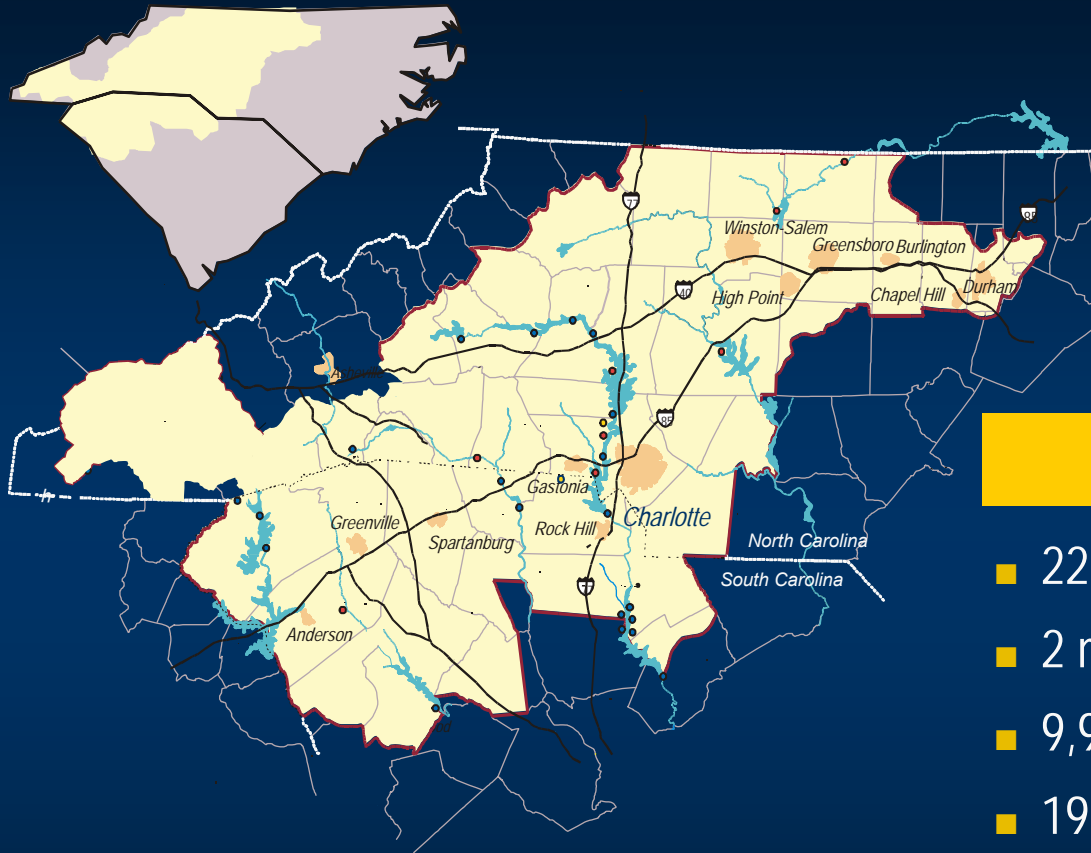 77
85
Winston-Salem
Greensboro
Burlington
40
High Point
Chapel Hill
Durham
85
Gastonia
Greenville
Rock Hill
Charlotte
Spartanburg
North Carolina
South Carolina
77
Anderson
22
2
9,9
19